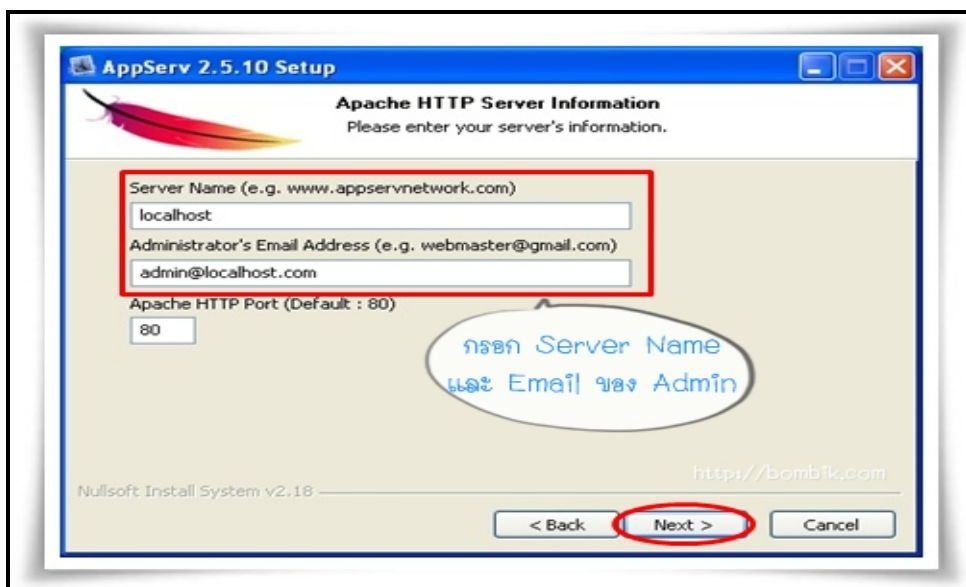 AppServ 2.5.10 Setup
Apache HTTP Server Information
Please enter your server's information.
Server Name (e.g. www.appservnetwork.com)
localhost
Administrator's Email Address (e.g. webmaster@gmail.com)
admin@localhost.com
Apache HTTP Port (Default : 80)
80
กรอก Server Name
และ Email ของ Admin
https://bombik.com
Nullsoft Install System v2.18
< Back
Next >
Cancel